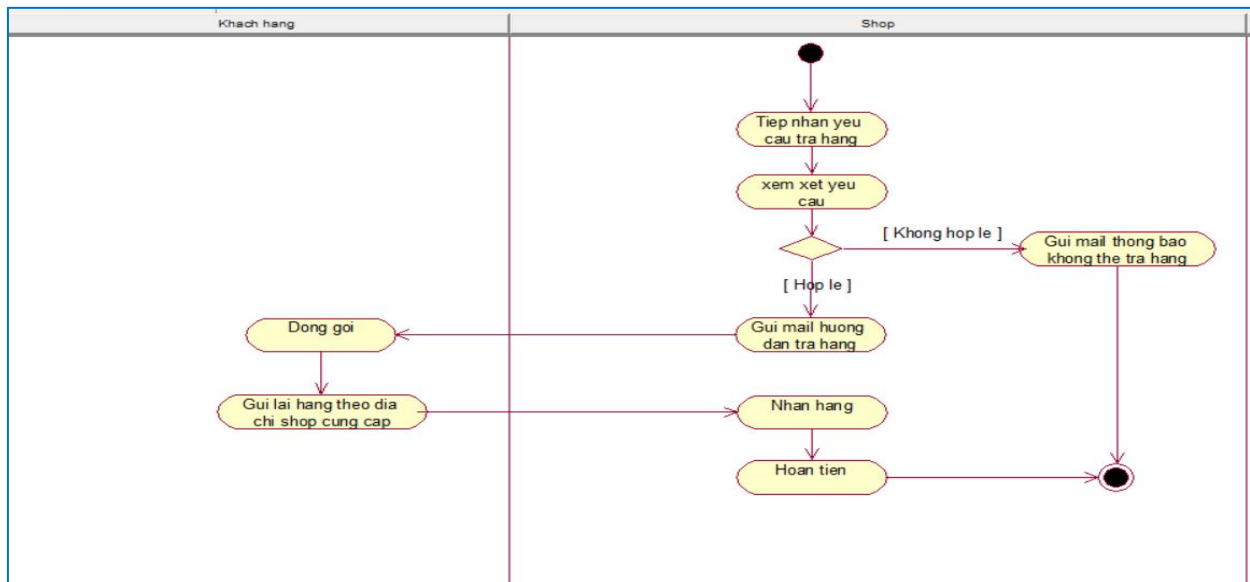 Khach hang
Shop
Tiep nhan yeu
cau tra hang
xem xet yeu
cau
[ Khong hop le ]
Gui mail thong bao
khong the tra hang
[ Hop le ]
Gui mail huong
dan tra hang
Dong goi
Gui lai hang theo dia
chi shop cung cap
Nhan hang
Hoan tien